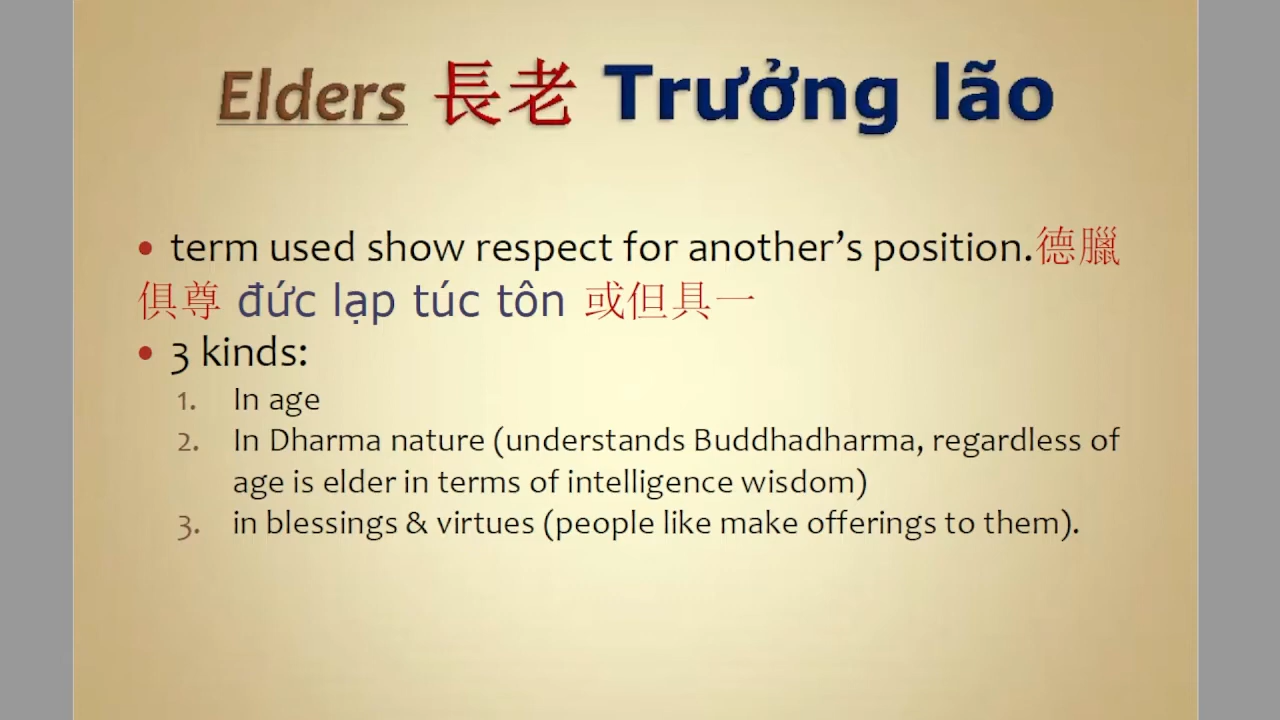 Elders 長老 Trưởng lão
• term used show respect for another’s position.德臘
俱尊 đức lạp túc tôn 或但具一
• 3 kinds:
1. In age
2. In Dharma nature (understands Buddhadharma, regardless of
age is elder in terms of intelligence wisdom)
3. in blessings & virtues (people like make offerings to them).